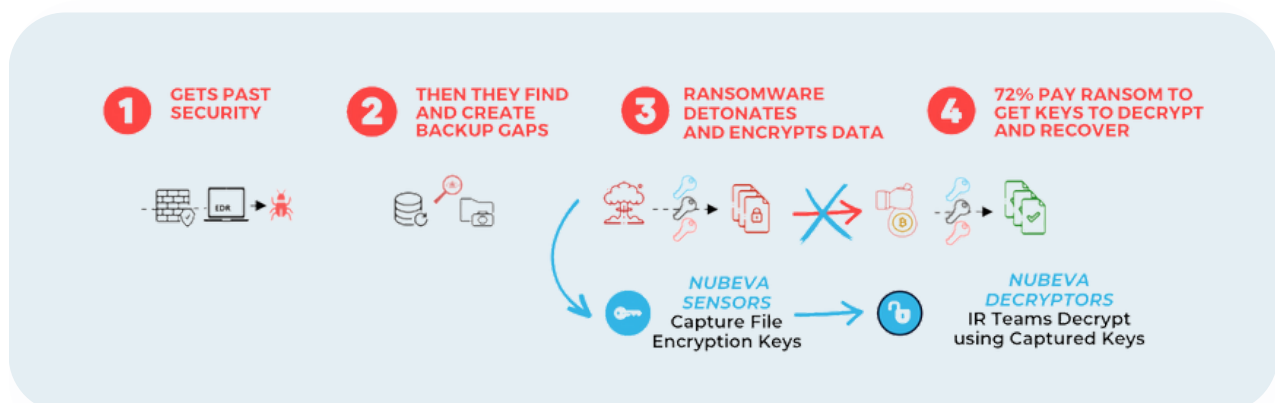 1
GETS PAST
SECURITY
2
THEN THEY FIND
AND CREATE
BACKUP GAPS
3
RANSOMWARE
DETONATES
AND ENCRYPTS DATA
4
72% PAY RANSOM TO
GET KEYS TO DECRYPT
AND RECOVER
EDR
B
NUBEVA
SENSORS
Capture File
Encryption Keys
NUBEVA
DECRYPTORS
IR Teams Decrypt
using Captured Keys